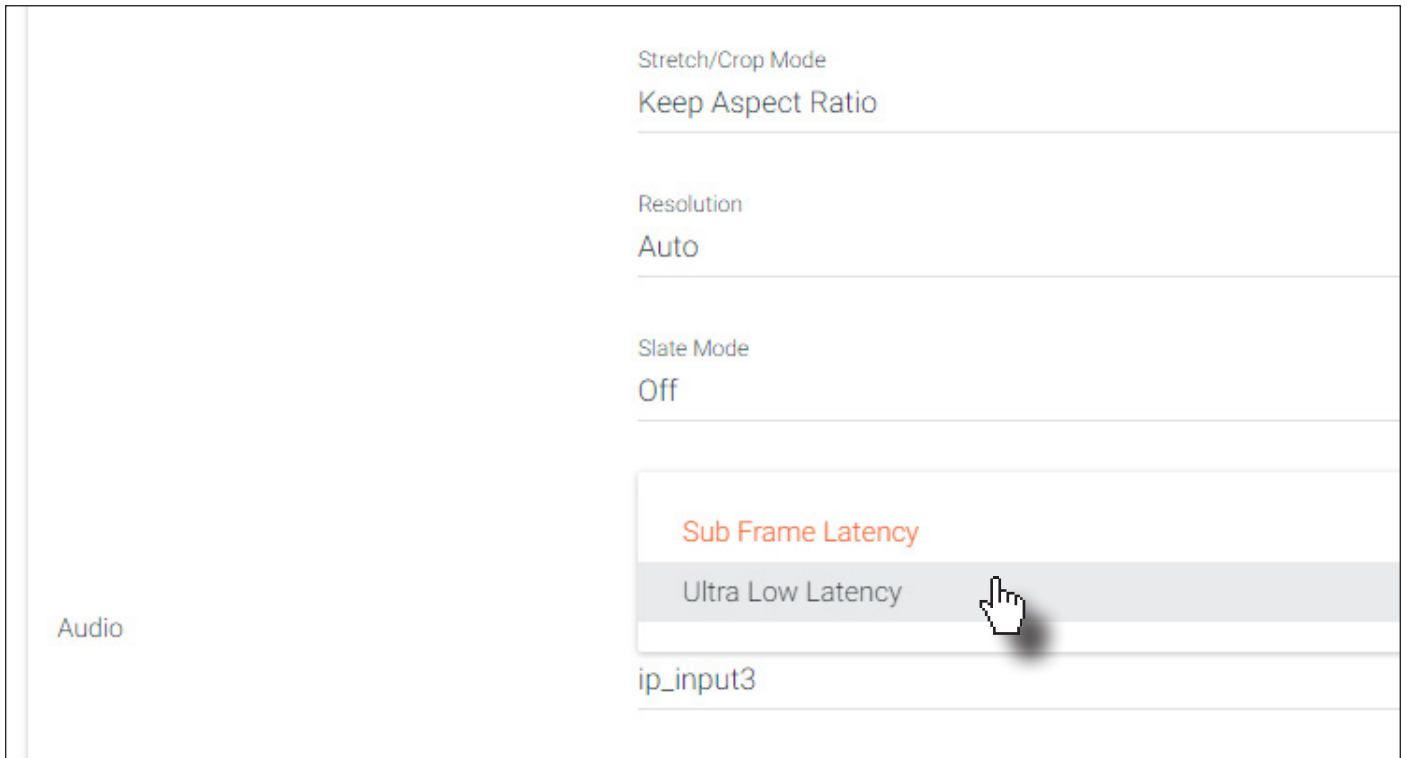 Stretch/Crop Mode
Keep Aspect Ratio
Resolution
Auto
Slate Mode
Off
Sub Frame Latency
Ultra Low Latency
Audio
ip_input3